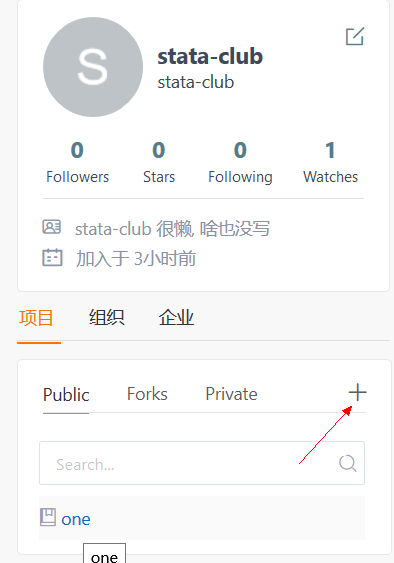 S
stata-club
stata-club
0 0 0 1
Followers Stars Following Watches
stata-club 很懒, 啥也没写
加入于 3小时前
项目 组织 企业
Public Forks Private
Search...
one
one